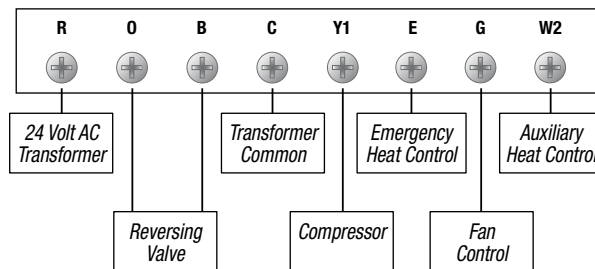 R O B C Y1 E G W2
24 Volt AC
Transformer
Transformer
Common
Emergency
Heat Control
Auxiliary
Heat Control
Reversing
Valve
Compressor
Fan
Control